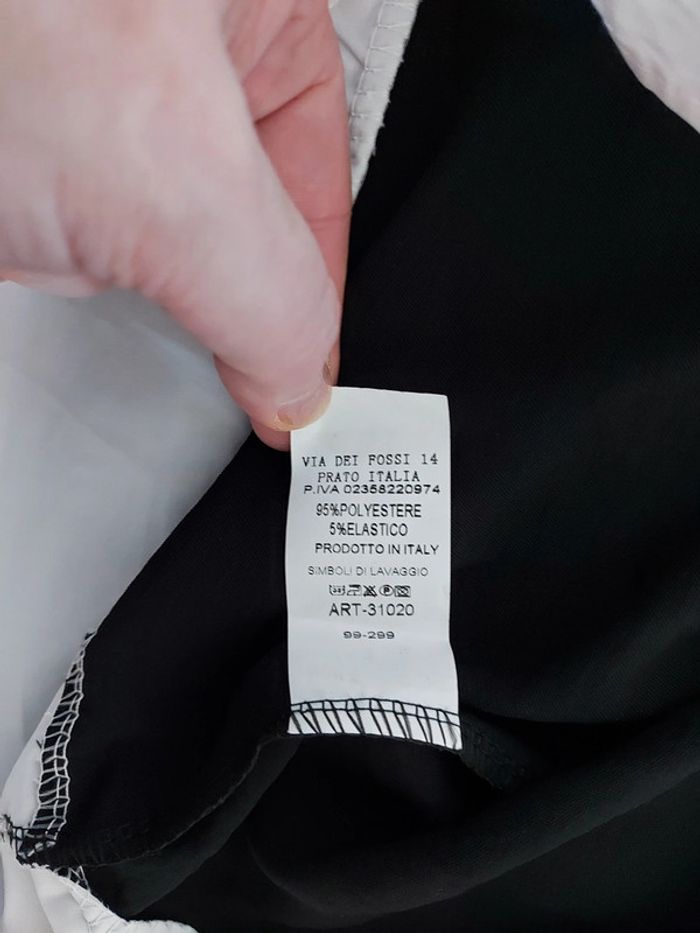 VIA DEI FOSSI 14
PRATO ITALIA
P.IVA 02358220974
95%POLYESTERE
5%ELASTICO
PRODOTTO IN ITALY
SIMBOLI DI LAVAGGIO
ART-31020
99-299